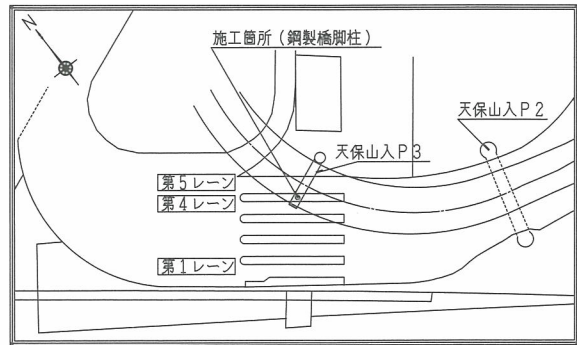 N
施工箇所（鋼製橋脚柱）
天保山入Ｐ２
天保山入Ｐ３
第５レーン
第４レーン
第１レーン